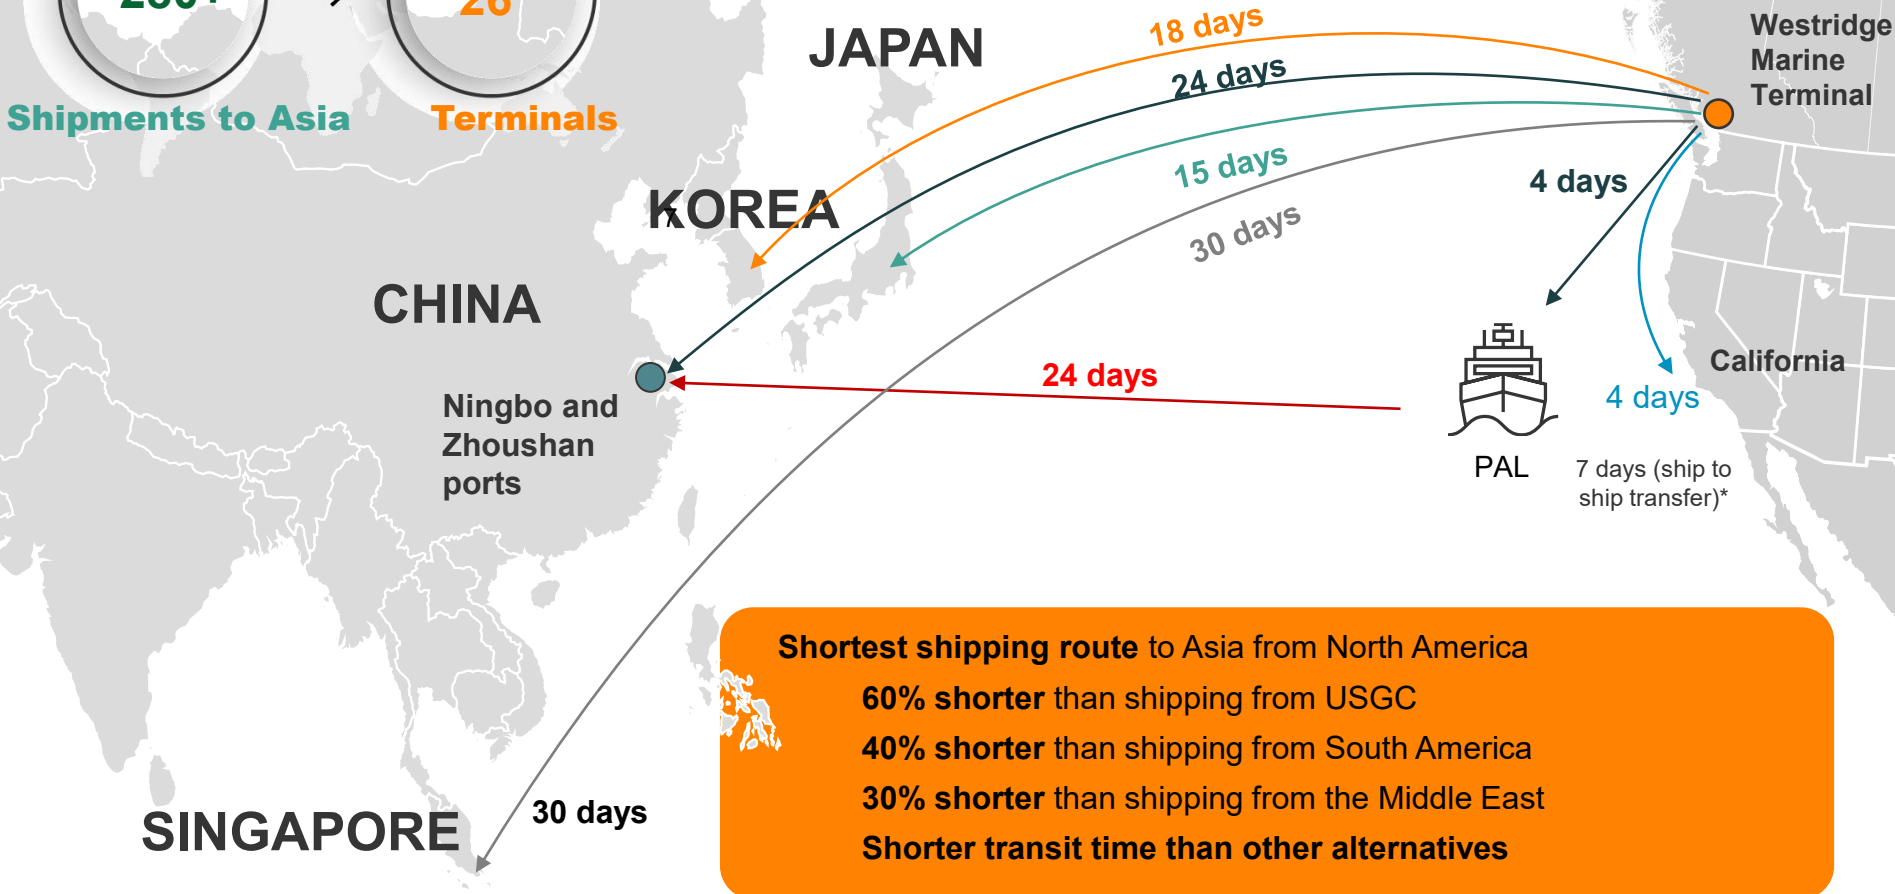 26
Shipments to Asia
Terminals
JAPAN
18 days
24 days
Westridge
Marine
Terminal
15 days
4 days
KOREA
7
30 days
CHINA
24 days
California
4 days
Ningbo and
Zhoushan
ports
PAL
7 days (ship to
ship transfer)*
Shortest shipping route to Asia from North America
60% shorter than shipping from USGC
40% shorter than shipping from South America
30% shorter than shipping from the Middle East
Shorter transit time than other alternatives
SINGAPORE
30 days